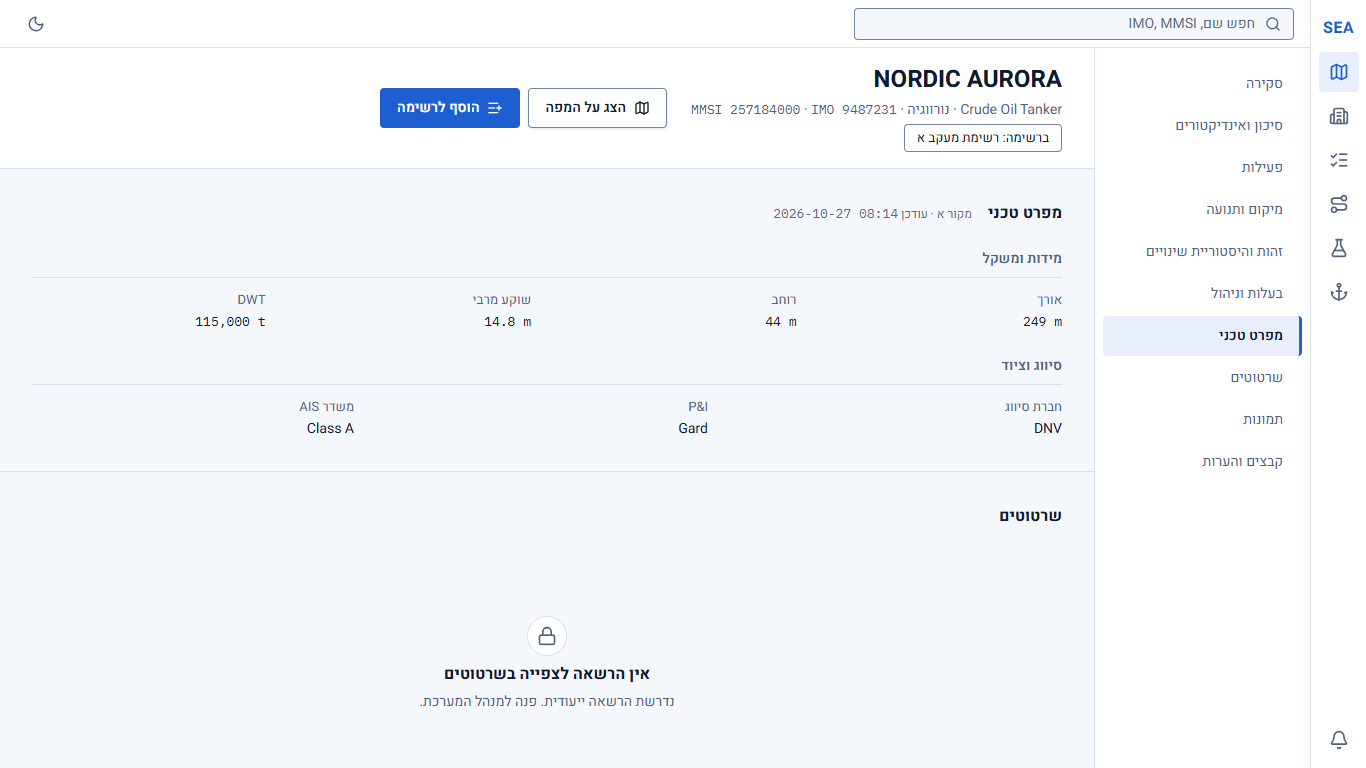 SEA
חפש שם, IMO, MMSI
סקירה
סיכון ואינדיקטורים
פעילות
מיקום ותנועה
זהות והיסטוריית שינויים
בעלות וניהול
מפרט טכני
שרטוטים
תמונות
קבצים והערות
NORDIC AURORA
Crude Oil Tanker · נורווגיה · IMO 9487231 · MMSI 257184000
ברשימה: רשימת מעקב א
הצג על המפה
הוסף לרשימה
מפרט טכני
מקור א · עודכן 2026-10-27 08:14
מידות ומשקל
אורך
249 m
רוחב
44 m
שוקע מרבי
14.8 m
DWT
115,000 t
סיווג וציוד
חברת סיווג
DNV
P&I
Gard
משדר AIS
Class A
שרטוטים
אין הרשאה לצפייה בשרטוטים
נדרשת הרשאה ייעודית. פנה למנהל המערכת.